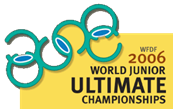 WFDF
2006
WORLD JUNIOR
ULTIMATE
CHAMPIONSHIPS